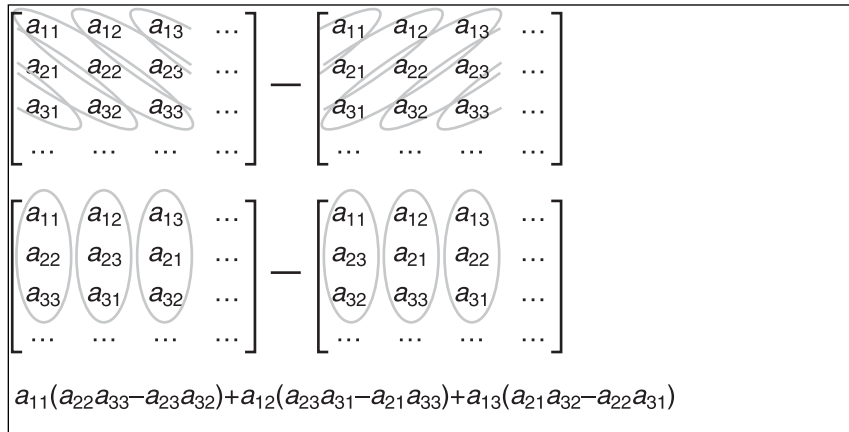 a11 a12 a13 ... — a11 a12 a13 ...
a21 a22 a23 ... a21 a22 a23 ...
a31 a32 a33 ... a31 a32 a33 ...
... ... ... ... ... ... ... ...
a11 a12 a13 ... — a11 a12 a13 ...
a22 a23 a21 ... a23 a21 a22 ...
a33 a31 a32 ... a32 a33 a31 ...
... ... ... ... ... ... ... ...
a11(a22a33–a23a32)+a12(a23a31–a21a33)+a13(a21a32–a22a31)